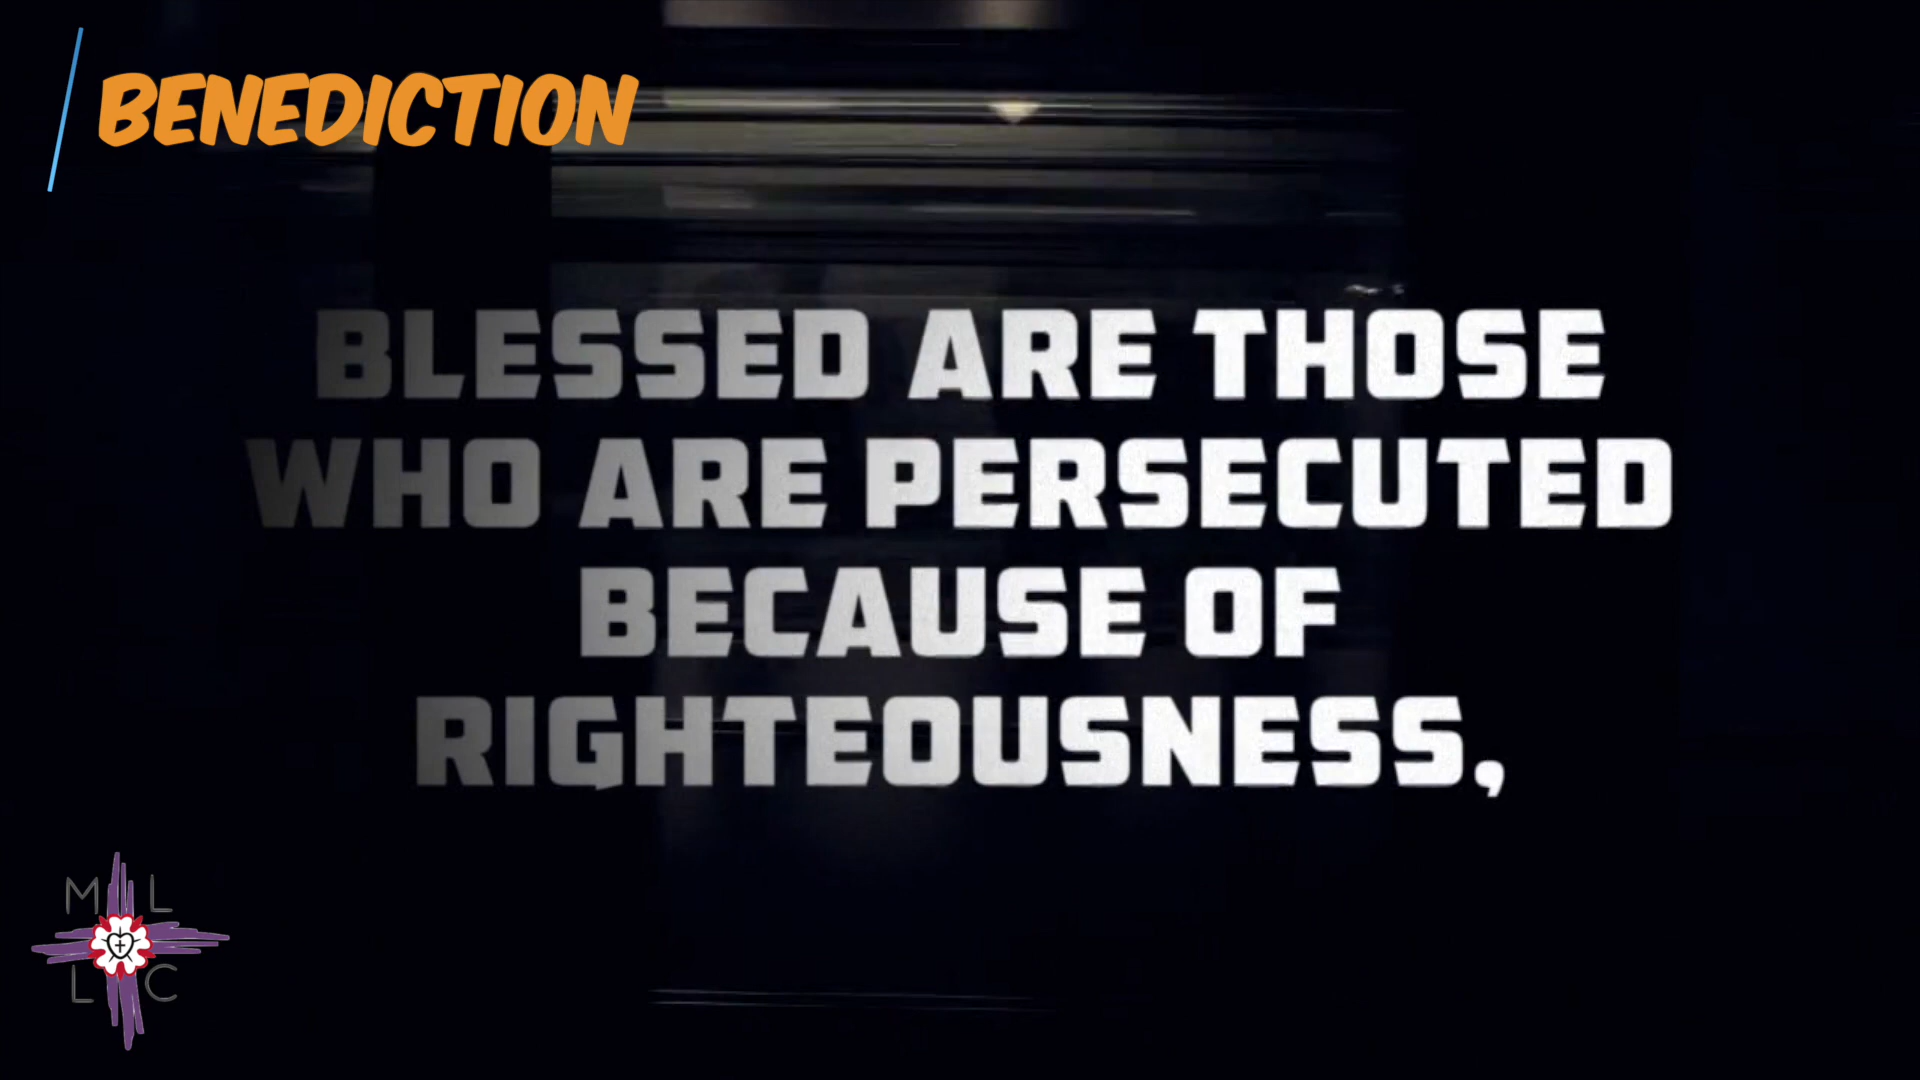 BENEDICTION
BLESSED ARE THOSE
WHO ARE PERSECUTED
BECAUSE OF
RIGHTEOUSNESS,
M L
L C